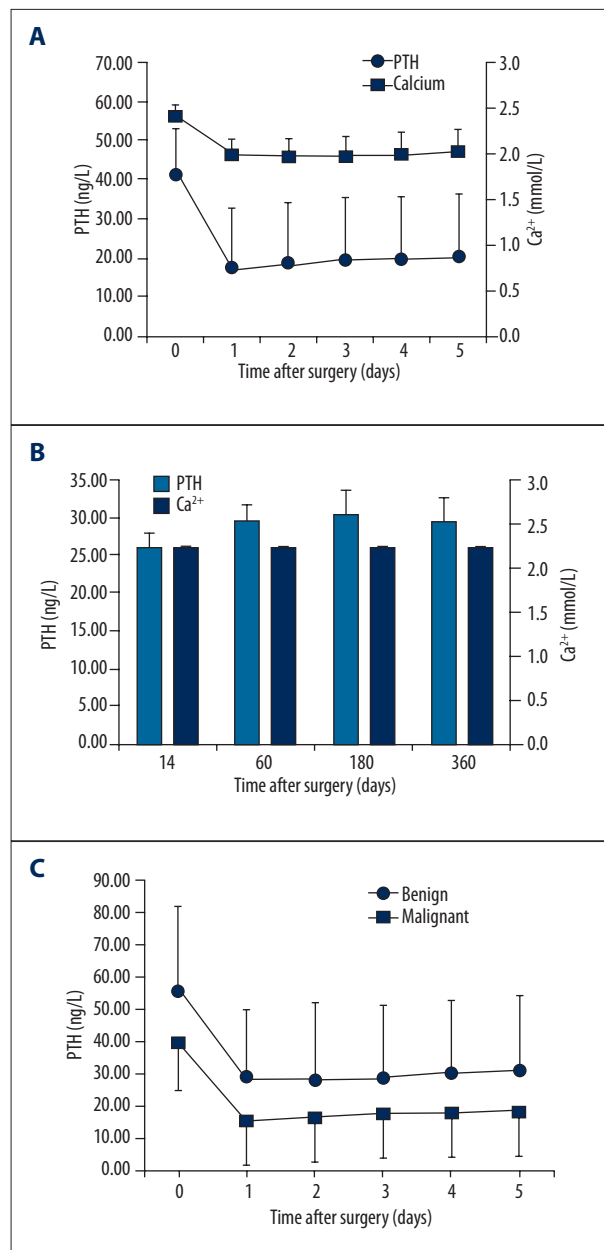 A
PTH
Calcium
70.00
60.00
50.00
40.00
30.00
20.00
10.00
0.00
PTH (ng/L)
3.0
2.5
2.0
1.5
1.0
0.5
0.0
Ca²⁺ (mmol/L)
0 1 2 3 4 5
Time after surgery (days)
B
PTH
Ca²⁺
35.00
30.00
25.00
20.00
15.00
10.00
5.00
0.00
PTH (ng/L)
3.0
2.5
2.0
1.5
1.0
0.5
0.0
Ca²⁺ (mmol/L)
14 60 180 360
Time after surgery (days)
C
Benign
Malignant
90.00
80.00
70.00
60.00
50.00
40.00
30.00
20.00
10.00
0.00
PTH (ng/L)
0 1 2 3 4 5
Time after surgery (days)